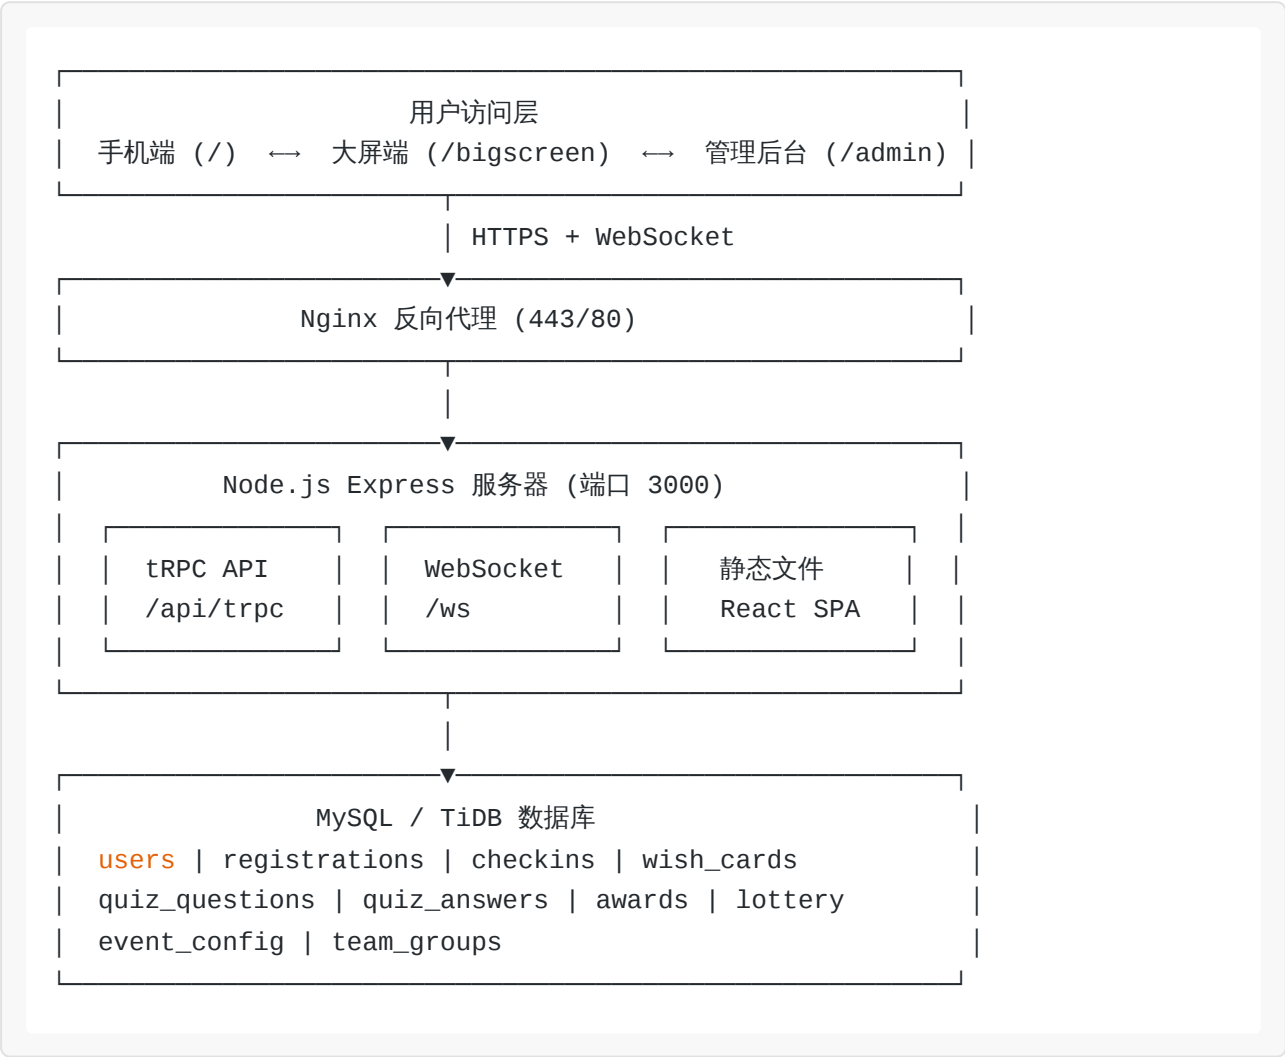 用户访问层
手机端 (/) ←→ 大屏端 (/bigscreen) ←→ 管理后台 (/admin)
HTTPS + WebSocket
Nginx 反向代理 (443/80)
Node.js Express 服务器 (端口 3000)
tRPC API WebSocket 静态文件
/api/trpc /ws React SPA
MySQL / TiDB 数据库
users | registrations | checkins | wish_cards
quiz_questions | quiz_answers | awards | lottery
event_config | team_groups